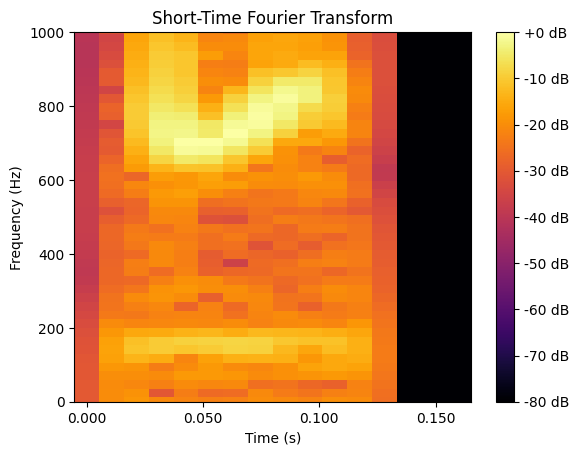 Short-Time Fourier Transform
1000
800
600
400
200
0
Frequency (Hz)
0.000
0.050
0.100
0.150
Time (s)
+0 dB
-10 dB
-20 dB
-30 dB
-40 dB
-50 dB
-60 dB
-70 dB
-80 dB